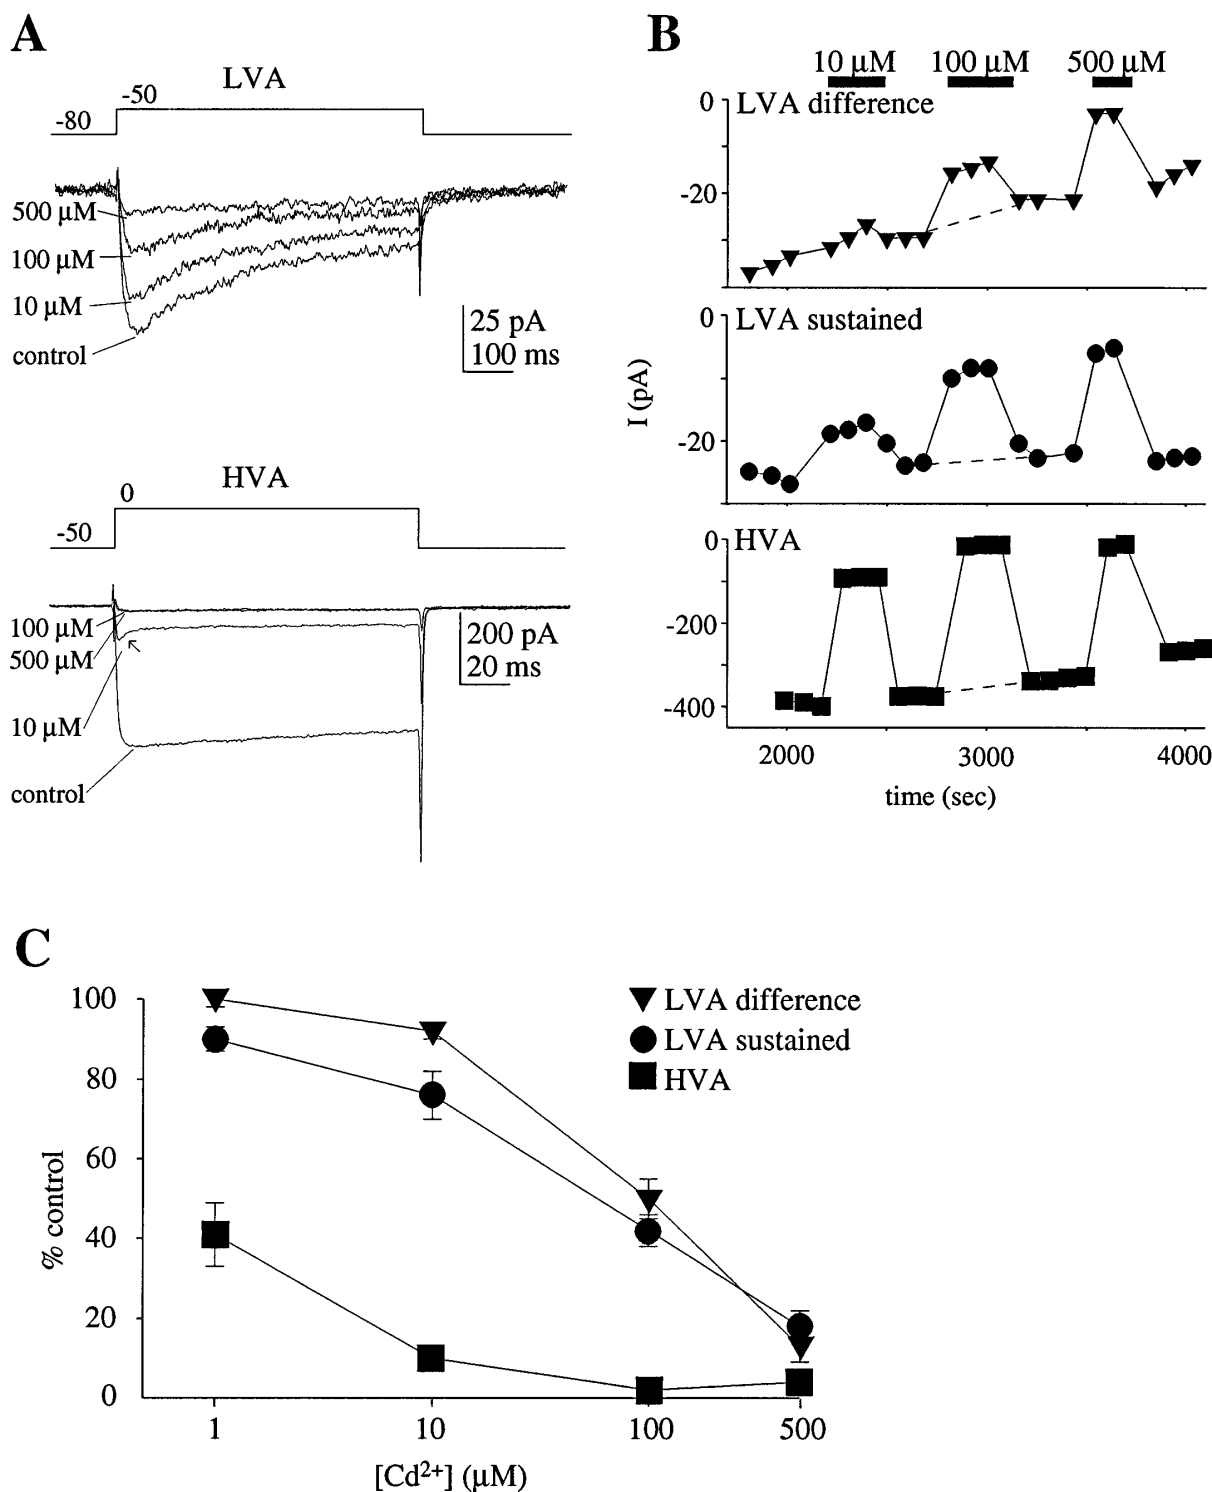 A
LVA
-50
-80
500 μM
100 μM
10 μM
control
25 pA
100 ms
HVA
0
-50
100 μM
500 μM
10 μM
control
200 pA
20 ms
B
10 μM 100 μM 500 μM
0
LVA difference
-20
0
LVA sustained
-20
I (pA)
0
HVA
-200
-400
2000 3000 4000
time (sec)
C
100
80
60
40
20
0
% control
LVA difference
LVA sustained
HVA
1 10 100 500
[Cd²⁺] (μM)